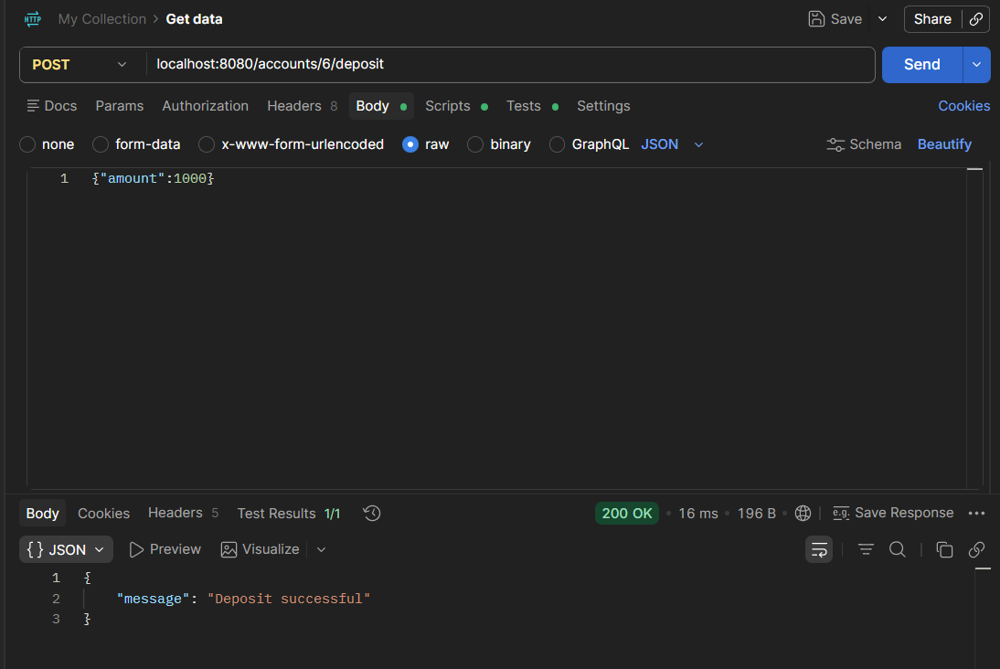 HTTP My Collection > Get data Save Share
POST localhost:8080/accounts/6/deposit Send
Docs Params Authorization Headers 8 Body Scripts Tests Settings Cookies
none form-data x-www-form-urlencoded raw binary GraphQL JSON Schema Beautify
1 {"amount":1000}
Body Cookies Headers 5 Test Results 1/1 200 OK • 16 ms • 196 B • e.g. Save Response
{} JSON Preview Visualize
1 {
2 "message": "Deposit successful"
3 }